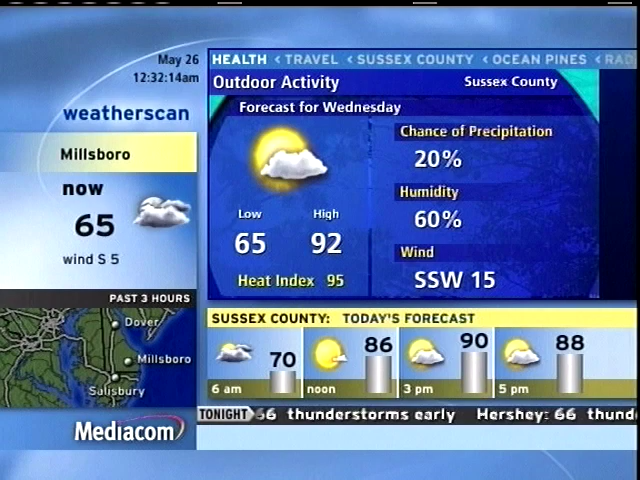 May 26
12:32:14am
HEALTH < TRAVEL < SUSSEX COUNTY < OCEAN PINES < RAD
Outdoor Activity
Sussex County
weatherscan
Millsboro
now
65
wind S 5
Forecast for Wednesday
Low
High
65
92
Heat Index 95
Chance of Precipitation
20%
Humidity
60%
Wind
SSW 15
PAST 3 HOURS
Dover
Millsboro
Salisbury
SUSSEX COUNTY: TODAY'S FORECAST
70
86
90
88
6 am
noon
3 pm
5 pm
TONIGHT 66 thunderstorms early Hershey: 66 thund
Mediacom